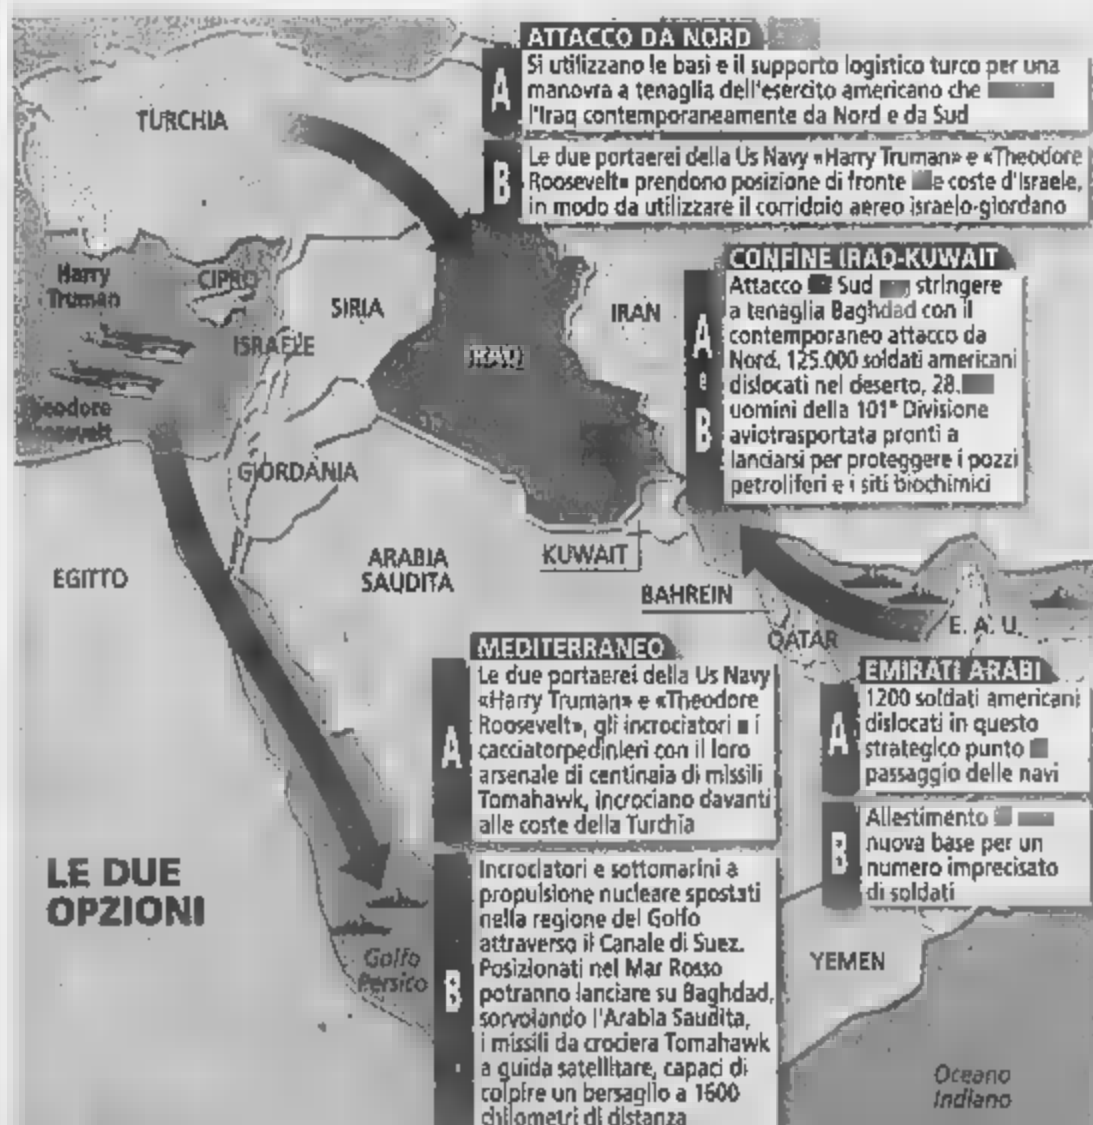 ATTACCO DA NORD
A
Si utilizzano le basi e il supporto logistico turco per una
manovra a tenaglia dell'esercito americano che
l'Iraq contemporaneamente da Nord e da Sud
B
Le due portaerei della Us Navy «Harry Truman» e «Theodore
Roosevelt» prendono posizione di fronte e coste d'Israele,
in modo da utilizzare il corridoio aereo israelo-giordano
TURCHIA
Harry
Truman
CIPRO
SIRIA
ISRAELE
IRAQ
IRAN
Theodore
Roosevelt
GIORDANIA
EGITTO
ARABIA
SAUDITA
KUWAIT
BAHREIN
QATAR
E. A. U.
CONFINE IRAQ-KUWAIT
A
e
B
Attacco Sud stringere
a tenaglia Baghdad con il
contemporaneo attacco da
Nord. 125.000 soldati americani
dislocati nel deserto, 28.
uomini della 101ª Divisione
aviotrasportata pronti a
lanciarsi per proteggere i pozzi
petroliferi e i siti biochimici
MEDITERRANEO
A
Le due portaerei della Us Navy
«Harry Truman» e «Theodore
Roosevelt», gli incrociatori i
cacciatorpedinieri con il loro
arsenale di centinaia di missili
Tomahawk, incrociano davanti
alle coste della Turchia
B
Incrociatori e sottomarini a
propulsione nucleare spostati
nella regione del Golfo
attraverso il Canale di Suez.
Posizionati nel Mar Rosso
potranno lanciare su Baghdad,
sorvolando l'Arabia Saudita,
i missili da crociera Tomahawk
a guida satellitare, capaci di
colpire un bersaglio a 1600
chilometri di distanza
EMIRATI ARABI
A
1200 soldati americani
dislocati in questo
strategico punto
passaggio delle navi
B
Allestimento
nuova base per un
numero imprecisato
di soldati
LE DUE
OPZIONI
Golfo
Persico
YEMEN
Oceano
Indiano